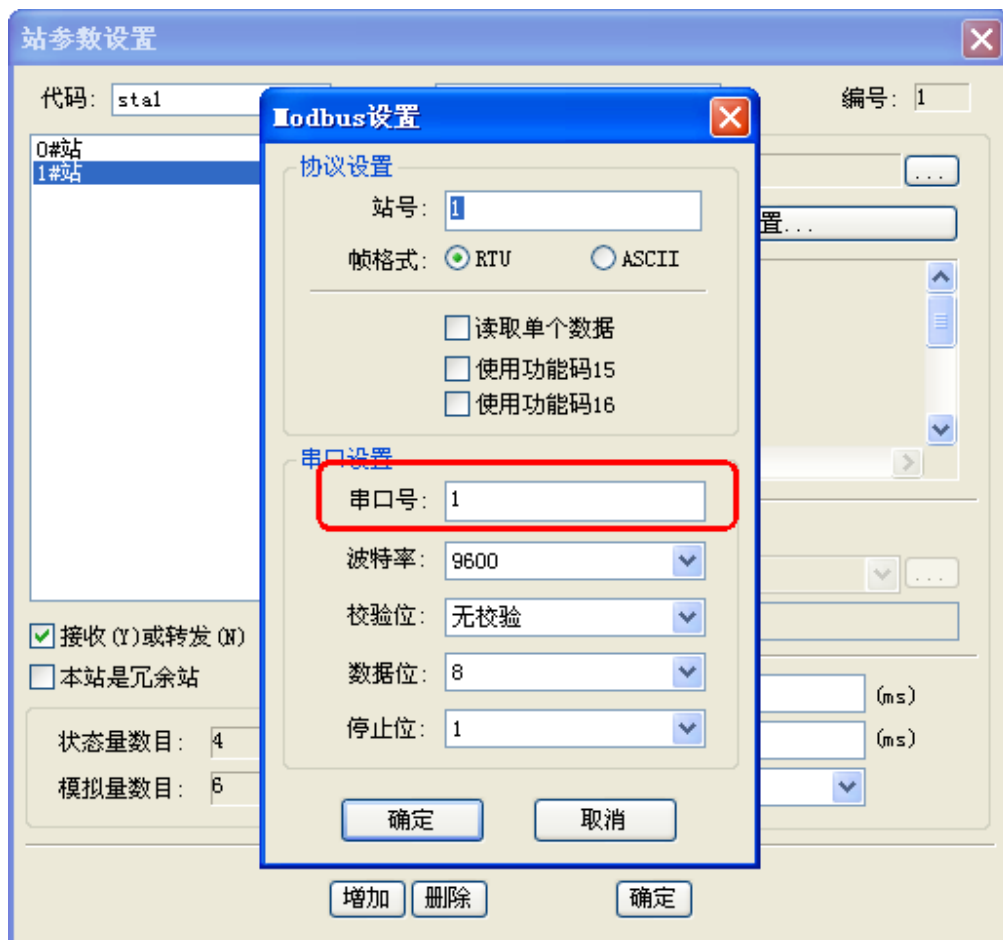 站参数设置
代码: sta1
编号: 1
0#站
1#站
...
置...
Modbus设置
协议设置
站号: 1
帧格式: RTU ASCII
读取单个数据
使用功能码15
使用功能码16
串口设置
串口号: 1
波特率: 9600
校验位: 无校验
数据位: 8
停止位: 1
确定 取消
...
接收(Y)或转发(N)
本站是冗余站
状态量数目: 4
模拟量数目: 6
(ms)
(ms)
增加 删除 确定